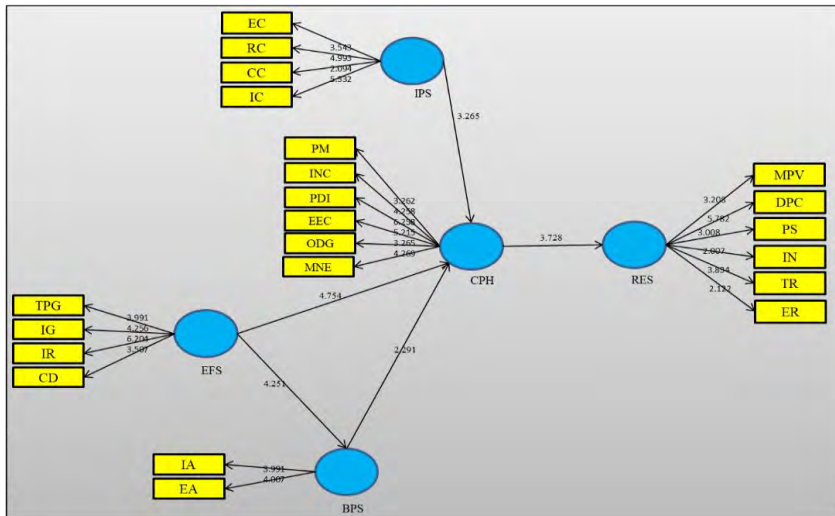 EC
RC
CC
IC
3.543
4.993
2.094
5.332
IPS
3.265
PM
INC
PDI
EEC
ODG
MNE
3.262
4.258
6.258
5.215
3.265
4.269
CPH
3.728
RES
MPV
DPC
PS
IN
TR
ER
3.208
5.782
3.008
2.007
3.894
2.122
TPG
IG
IR
CD
3.991
4.256
6.204
3.507
EFS
4.754
4.251
2.291
IA
EA
3.991
4.007
BPS